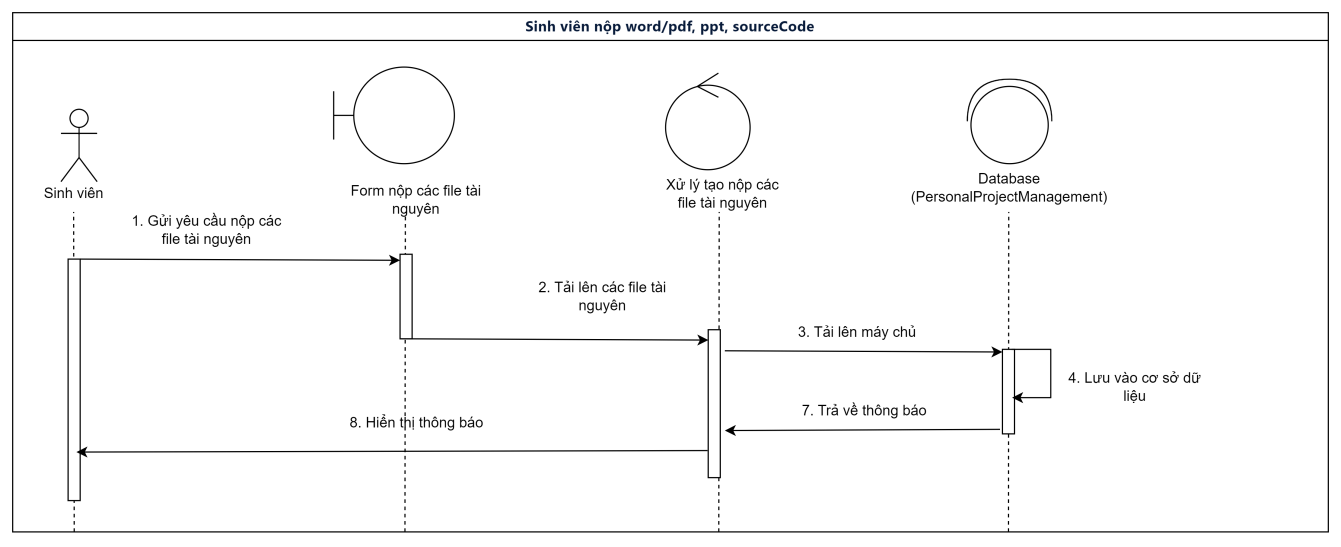 Sinh viên nộp word/pdf, ppt, sourceCode
Sinh viên
Form nộp các file tài
nguyên
Xử lý tạo nộp các
file tài nguyên
Database
(PersonalProjectManagement)
1. Gửi yêu cầu nộp các
file tài nguyên
2. Tải lên các file tài
nguyên
3. Tải lên máy chủ
4. Lưu vào cơ sở dữ
liệu
7. Trả về thông báo
8. Hiển thị thông báo